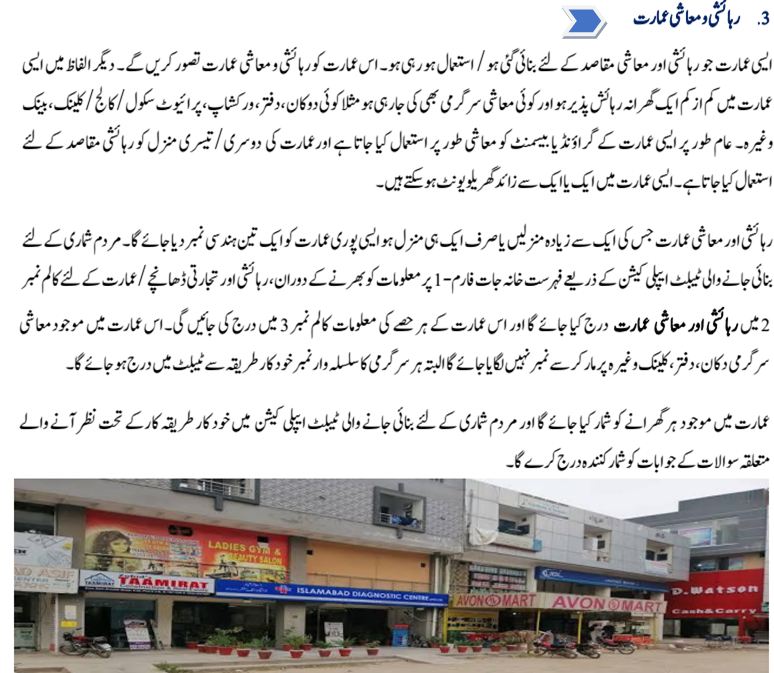 3. رہائشی و معاشی عمارت
ایسی عمارت جو رہائشی اور معاشی مقاصد کے لئے بنائی گئی ہو / استعمال ہو رہی ہو۔ اس عمارت کو رہائشی و معاشی عمارت تصور کریں گے۔ دیگر الفاظ میں ایسی
عمارت میں کم از کم ایک گھرانہ رہائش پذیر ہو اور کوئی معاشی سرگرمی بھی کی جارہی ہو مثلا کوئی دوکان، دفتر، ورکشاپ، پرائیوٹ سکول / کالج / کلینک، بینک
وغیرہ۔ عام طور پر ایسی عمارت کے گراؤنڈ یا بیسمنٹ کو معاشی طور پر استعمال کیا جاتا ہے اور عمارت کی دوسری / تیسری منزل کو رہائشی مقاصد کے لئے
استعمال کیا جاتا ہے۔ ایسی عمارت میں ایک یا ایک سے زائد گھریلو یونٹ ہو سکتے ہیں۔
رہائشی اور معاشی عمارت جس کی ایک سے زیادہ منزلیں یا صرف ایک ہی منزل ہو ایسی پوری عمارت کو ایک تین ہندسی نمبر دیا جائے گا۔ مردم شماری کے لئے
بنائی جانے والی ٹیبلٹ ایپلی کیشن کے ذریعے فہرست خانہ جات فارم-1 پر معلومات کو بھرنے کے دوران، رہائشی اور تجارتی ڈھانچے / عمارت کے لئے کالم نمبر
2 میں رہائشی اور معاشی عمارت درج کیا جائے گا اور اس عمارت کے ہر حصے کی معلومات کالم نمبر 3 میں درج کی جائیں گی۔ اس عمارت میں موجود معاشی
سرگرمی دکان، دفتر، کلینک وغیرہ پر مارکر سے نمبر نہیں لگایا جائے گا البتہ ہر سرگرمی کا سلسلہ وار نمبر خود کار طریقہ سے ٹیبلٹ میں درج ہو جائے گا۔
عمارت میں موجود ہر گھرانے کو شمار کیا جائے گا اور مردم شماری کے لئے بنائی جانے والی ٹیبلٹ ایپلی کیشن میں خود کار طریقہ کار کے تحت نظر آنے والے
متعلقہ سوالات کے جوابات کو شمار کنندہ درج کرے گا۔
LADIES GYM &
BEAUTY SALON
TAAMIRAT
ISLAMABAD DIAGNOSTIC CENTRE
AVON MART AVON MART
D. Watson
Cash & Carry